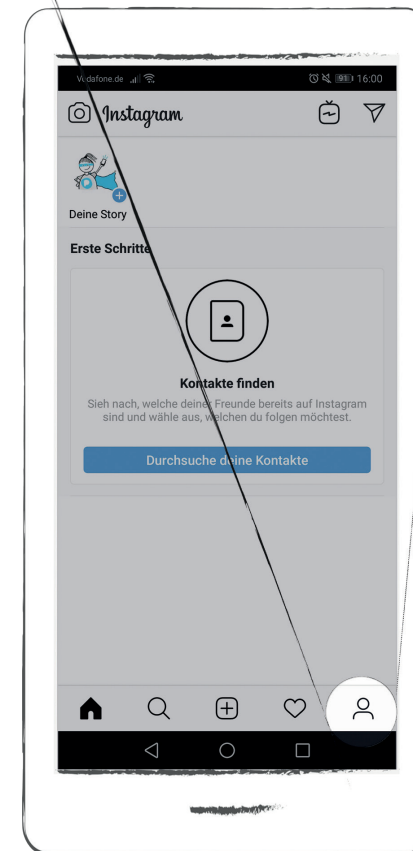 Vodafone.de 91 16:00
Instagram
Deine Story
Erste Schritte
Kontakte finden
Sieh nach, welche deiner Freunde bereits auf Instagram
sind und wähle aus, welchen du folgen möchtest.
Durchsuche deine Kontakte